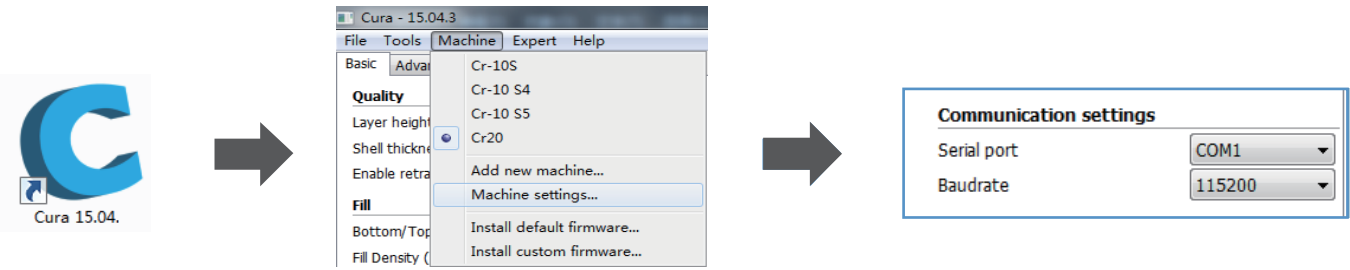 Cura 15.04.
Cura - 15.04.3
File Tools Machine Expert Help
Basic Advan
Cr-10S
Quality
Cr-10 S4
Layer height
Cr-10 S5
Shell thickne
Cr20
Enable retra
Add new machine...
Machine settings...
Fill
Bottom/Top
Install default firmware...
Fill Density (
Install custom firmware...
Communication settings
Serial port COM1
Baudrate 115200